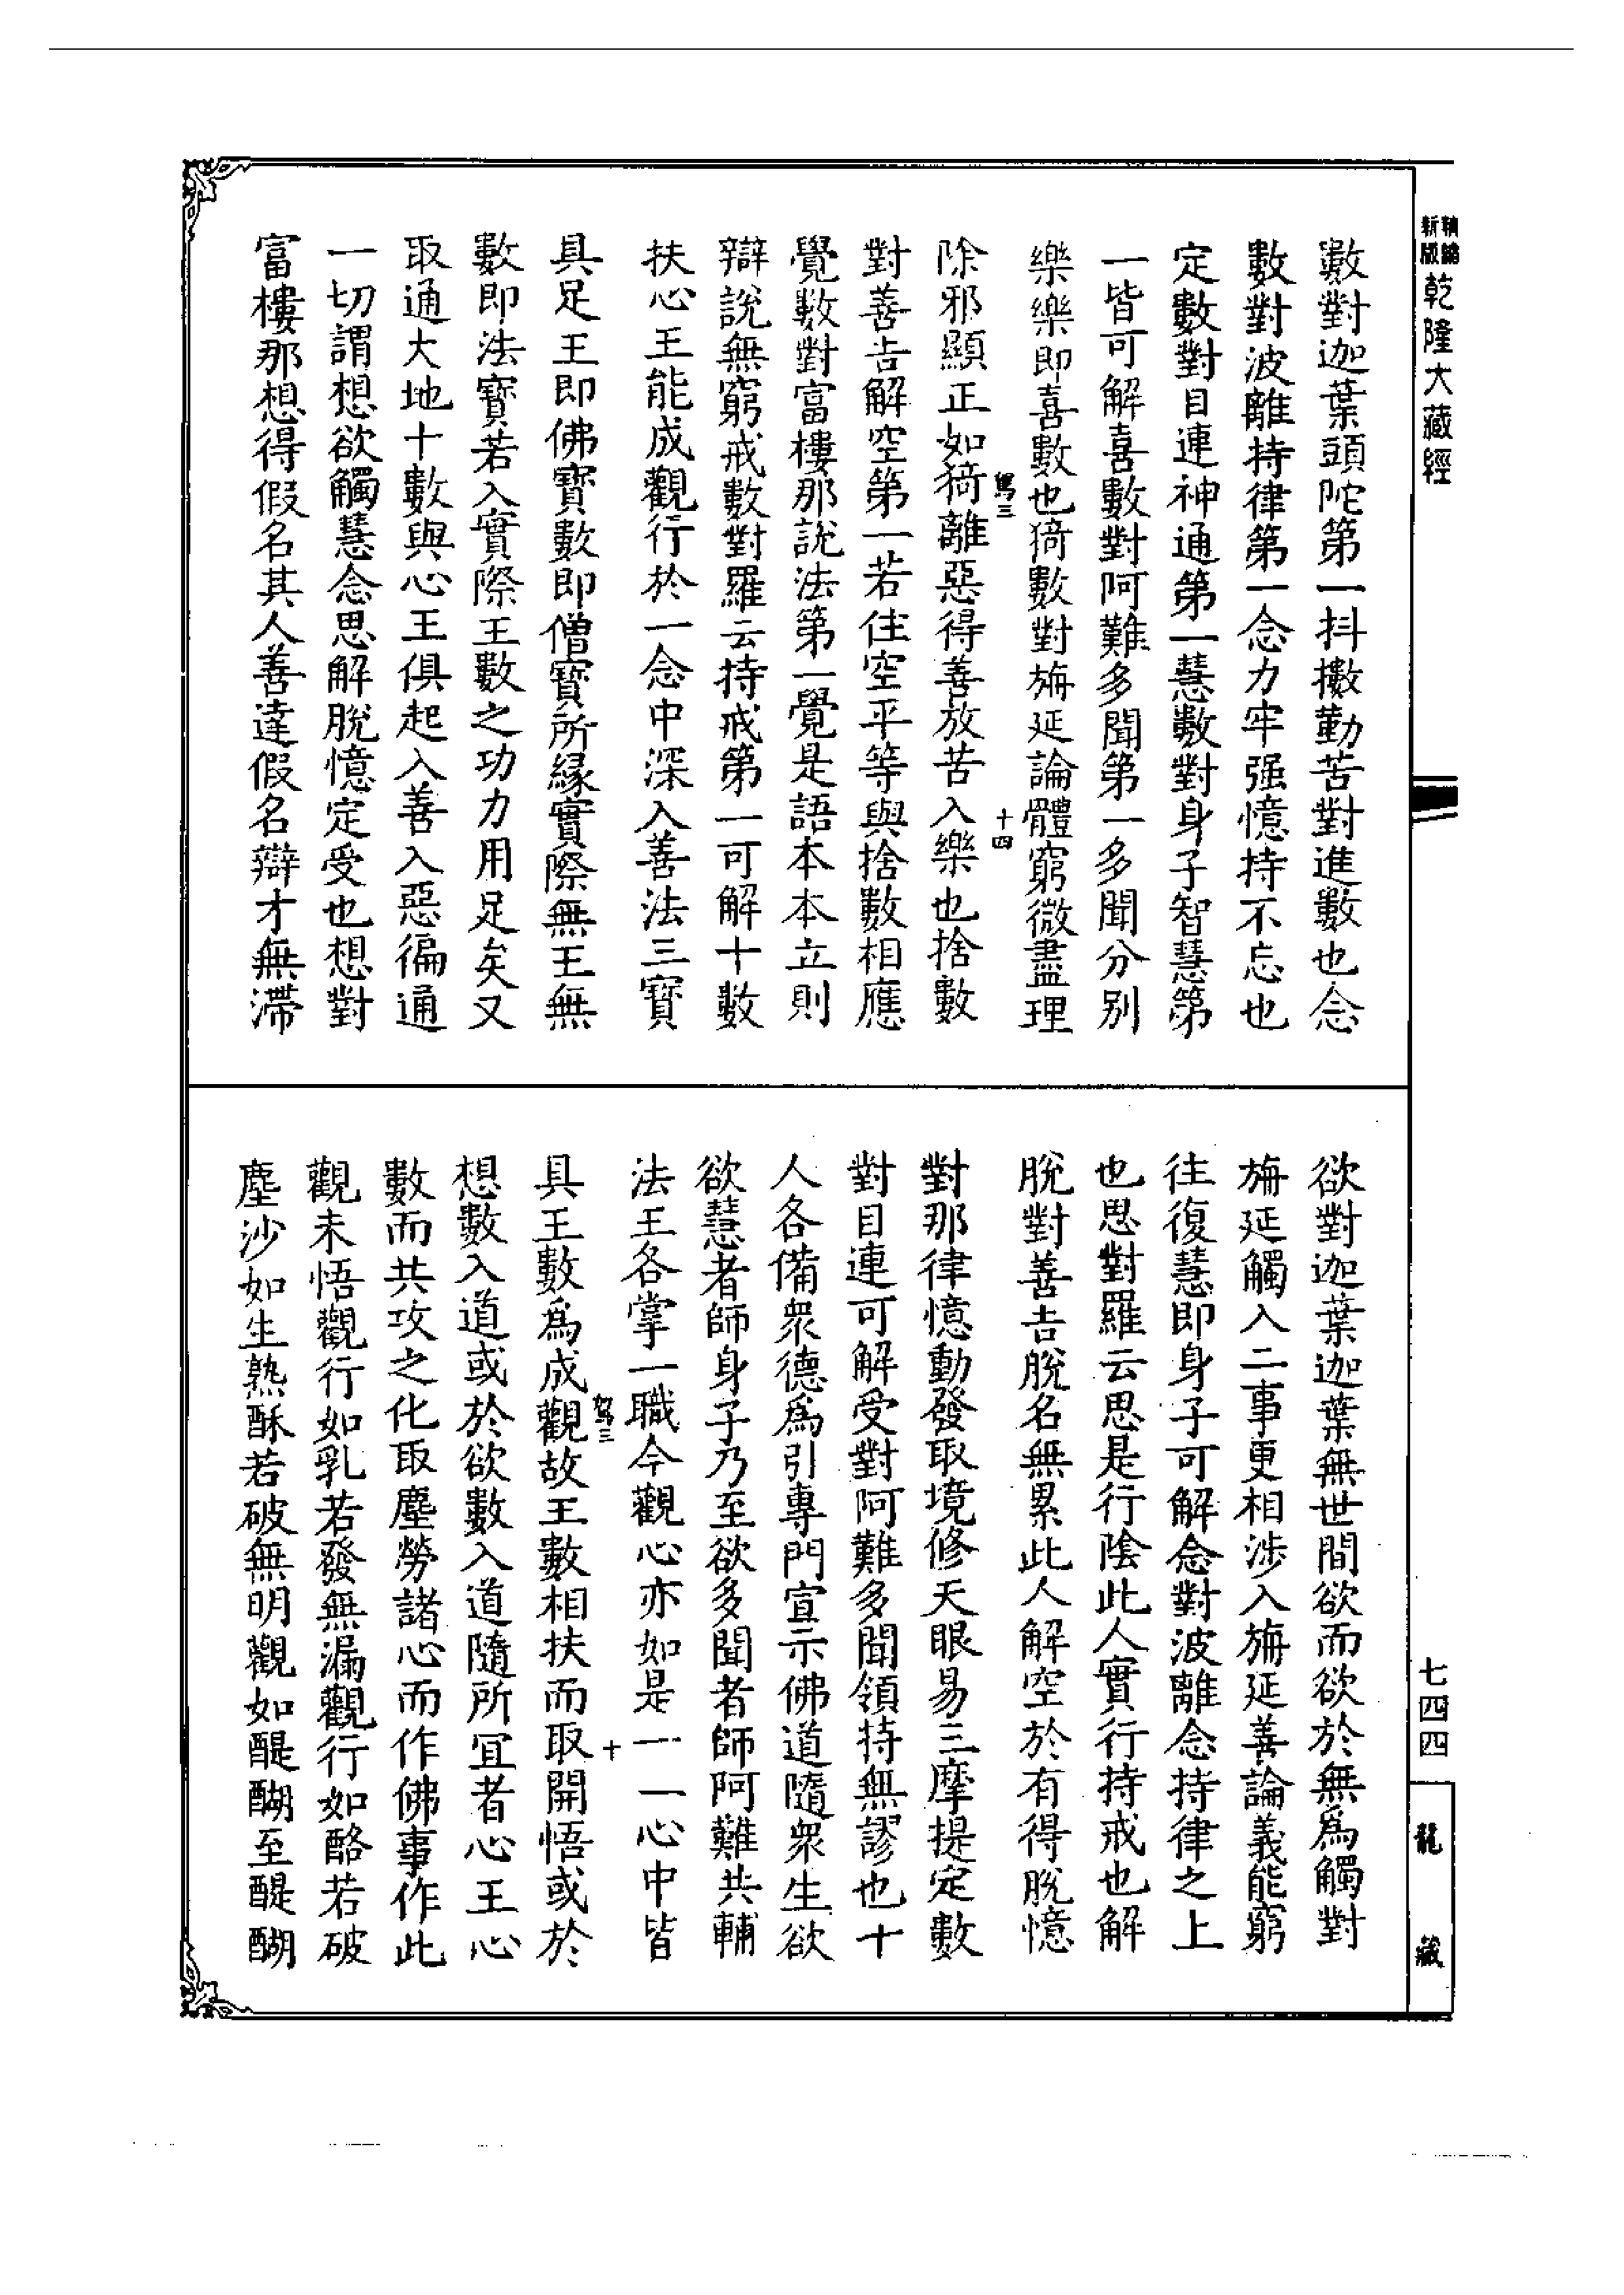 新版
精編
乾隆大藏經
數對迦葉頭陀第一抖擻勤苦對進數也念
數對波離持律第一念力牢强憶持不忘也
定數對目連神通第一慧數對身子智慧第
一皆可解喜數對阿難多聞第一多聞分別
樂樂即喜數也猗數對旃延論體窮微盡理
駕三
十四
除邪顯正如猗離惡得善放苦入樂也捨數
對善吉解空第一若住空平等與捨數相應
覺數對富樓那說法第一覺是語本本立則
辯說無窮戒數對羅云持戒第一可解十數
扶心王能成觀行於一念中深入善法三寶
具足王即佛寶數即僧寶所緣實際無王無
數即法寶若入實際王數之功力用足矣又
取通大地十數與心王俱起入善入惡徧通
一切謂想欲觸慧念思解脫憶定受也想對
富樓那想得假名其人善達假名辯才無滯
欲對迦葉迦葉無世間欲而欲於無為觸對
旃延觸入二事更相涉入旃延善論義能窮
往復慧即身子可解念對波離念持律之上
也思對羅云思是行陰此人實行持戒也解
脫對善吉脫名無累此人解空於有得脫憶
對那律憶動發取境修天眼易三摩提定數
對目連可解受對阿難多聞領持無謬也十
人各備衆德為引專門宣示佛道隨衆生欲
欲慧者師身子乃至欲多聞者師阿難共輔
法王各掌一職今觀心亦如是一一心中皆
駕三
十
具王數為成觀故王數相扶而取開悟或於
想數入道或於欲數入道隨所宜者心王心
數而共攻之化取塵勞諸心而作佛事作此
觀未悟觀行如乳若發無漏觀行如酪若破
塵沙如生熟酥若破無明觀如醍醐至醍醐
七四四
龍藏